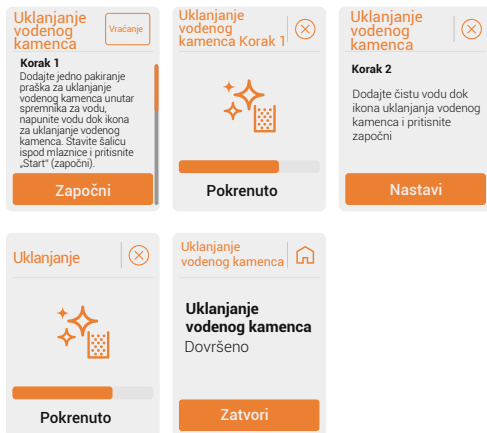 Uklanjanje
vodenog
kamenca
Vraćanje
Korak 1
Dodajte jedno pakiranje
praška za uklanjanje
vodenog kamenca unutar
spremnika za vodu,
napunite vodu dok ikona
za uklanjanje vodenog
kamenca. Stavite šalicu
ispod mlaznice i pritisnite
„Start“ (započni).
Započni
Uklanjanje
vodenog
kamenca Korak 1
Pokrenuto
Uklanjanje
vodenog
kamenca
Korak 2
Dodajte čistu vodu dok
ikona uklanjanja vodenog
kamenca i pritisnite
započni
Nastavi
Uklanjanje
Pokrenuto
Uklanjanje
vodenog kamenca
Uklanjanje
vodenog kamenca
Dovršeno
Zatvori